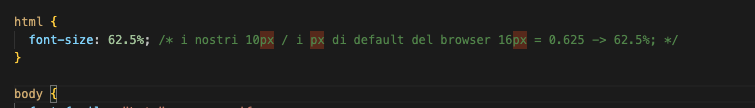 html {
font-size: 62.5%; /* i nostri 10px / i px di default del browser 16px = 0.625 -> 62.5%; */
}
body {